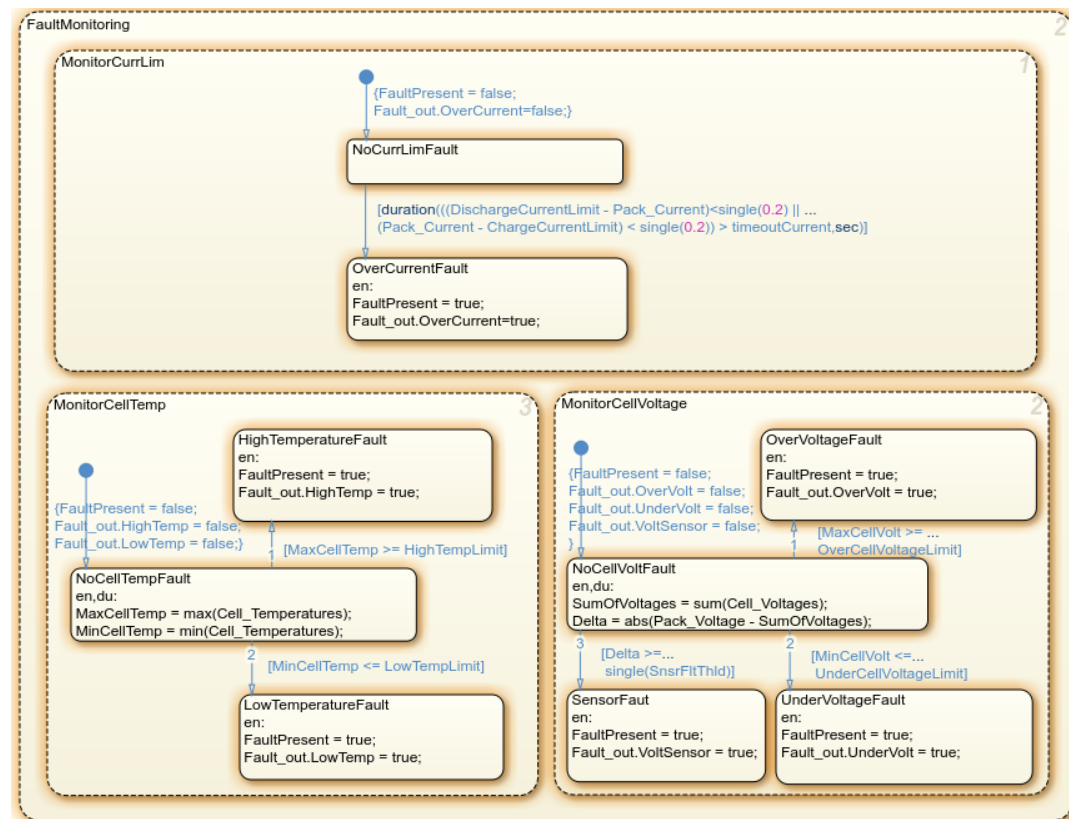 FaultMonitoring
2
MonitorCurrLim
1
{FaultPresent = false;
Fault_out.OverCurrent=false;}
NoCurrLimFault
[duration(((DischargeCurrentLimit - Pack_Current)<single(0.2) || ...
(Pack_Current - ChargeCurrentLimit) < single(0.2)) > timeoutCurrent,sec)]
OverCurrentFault
en:
FaultPresent = true;
Fault_out.OverCurrent=true;
MonitorCellTemp
3
HighTemperatureFault
en:
FaultPresent = true;
Fault_out.HighTemp = true;
{FaultPresent = false;
Fault_out.HighTemp = false;
Fault_out.LowTemp = false;}
1
[MaxCellTemp >= HighTempLimit]
NoCellTempFault
en,du:
MaxCellTemp = max(Cell_Temperatures);
MinCellTemp = min(Cell_Temperatures);
2
[MinCellTemp <= LowTempLimit]
LowTemperatureFault
en:
FaultPresent = true;
Fault_out.LowTemp = true;
MonitorCellVoltage
2
OverVoltageFault
en:
FaultPresent = true;
Fault_out.OverVolt = true;
{FaultPresent = false;
Fault_out.OverVolt = false;
Fault_out.UnderVolt = false;
Fault_out.VoltSensor = false;
}
1
[MaxCellVolt >= ...
OverCellVoltageLimit]
NoCellVoltFault
en,du:
SumOfVoltages = sum(Cell_Voltages);
Delta = abs(Pack_Voltage - SumOfVoltages);
3
[Delta >=...
single(SnsrFltThld)]
2
[MinCellVolt <=...
UnderCellVoltageLimit]
SensorFaut
en:
FaultPresent = true;
Fault_out.VoltSensor = true;
UnderVoltageFault
en:
FaultPresent = true;
Fault_out.UnderVolt = true;